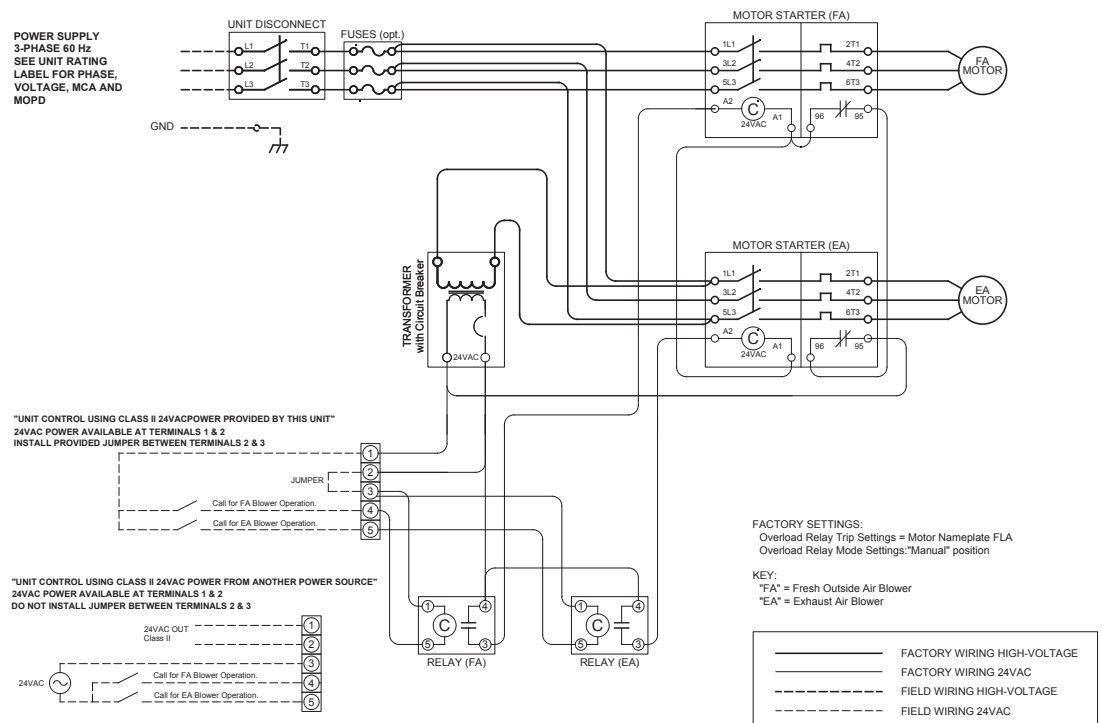 POWER SUPPLY
3-PHASE 60 Hz
SEE UNIT RATING
LABEL FOR PHASE,
VOLTAGE, MCA AND
MOPD
GND
UNIT DISCONNECT
L1 T1
L2 T2
L3 T3
FUSES (opt.)
MOTOR STARTER (FA)
1L1 2T1
3L2 4T2
5L3 6T3
A2 C A1 96 95
24VAC
FA
MOTOR
TRANSFORMER
with Circuit Breaker
24VAC
MOTOR STARTER (EA)
1L1 2T1
3L2 4T2
5L3 6T3
A2 C A1 96 95
24VAC
EA
MOTOR
"UNIT CONTROL USING CLASS II 24VACPOWER PROVIDED BY THIS UNIT"
24VAC POWER AVAILABLE AT TERMINALS 1 & 2
INSTALL PROVIDED JUMPER BETWEEN TERMINALS 2 & 3
1
2
JUMPER
3
Call for FA Blower Operation.
4
Call for EA Blower Operation.
5
"UNIT CONTROL USING CLASS II 24VAC POWER FROM ANOTHER POWER SOURCE"
24VAC POWER AVAILABLE AT TERMINALS 1 & 2
DO NOT INSTALL JUMPER BETWEEN TERMINALS 2 & 3
24VAC OUT
Class II
1
2
3
24VAC
Call for FA Blower Operation.
4
Call for EA Blower Operation.
5
1 4
C
5 3
RELAY (FA)
1 4
C
5 3
RELAY (EA)
FACTORY SETTINGS:
Overload Relay Trip Settings = Motor Nameplate FLA
Overload Relay Mode Settings:"Manual" position
KEY:
"FA" = Fresh Outside Air Blower
"EA" = Exhaust Air Blower
FACTORY WIRING HIGH-VOLTAGE
FACTORY WIRING 24VAC
FIELD WIRING HIGH-VOLTAGE
FIELD WIRING 24VAC